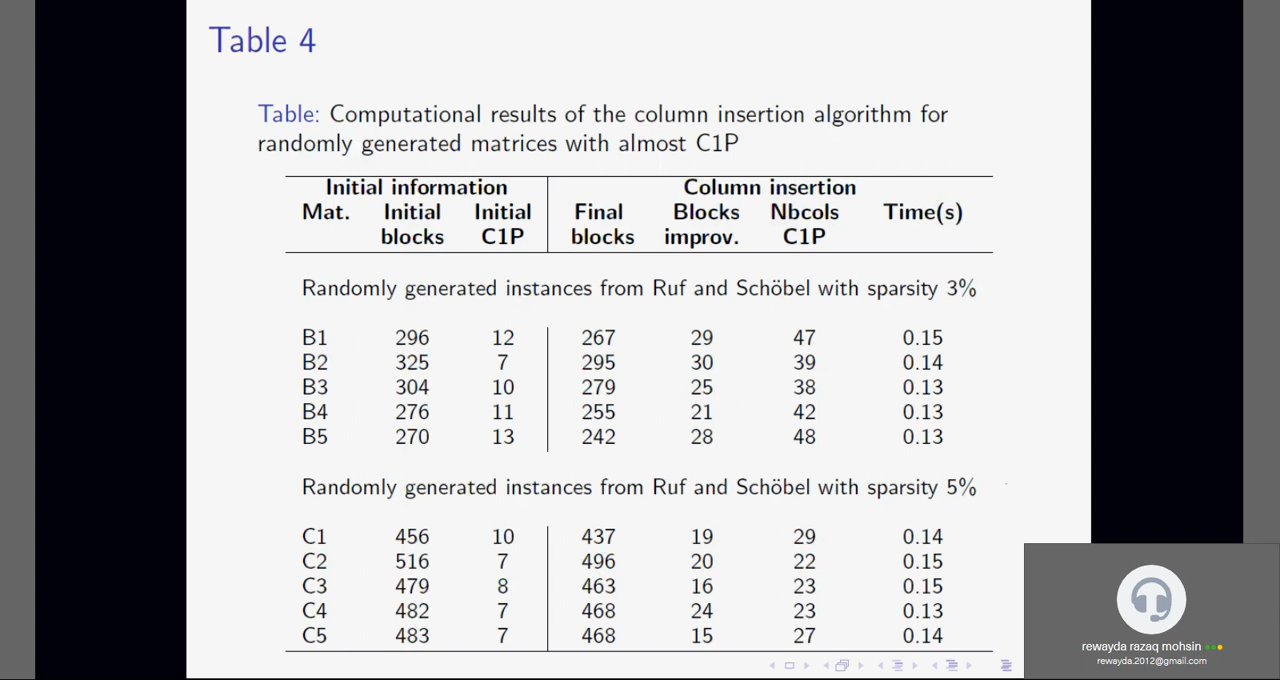 Table 4
Table: Computational results of the column insertion algorithm for
randomly generated matrices with almost C1P
Initial information Column insertion
Mat. Initial Initial Final Blocks Nbcols Time(s)
blocks C1P blocks improv. C1P
Randomly generated instances from Ruf and Schöbel with sparsity 3%
B1 296 12 267 29 47 0.15
B2 325 7 295 30 39 0.14
B3 304 10 279 25 38 0.13
B4 276 11 255 21 42 0.13
B5 270 13 242 28 48 0.13
Randomly generated instances from Ruf and Schöbel with sparsity 5%
C1 456 10 437 19 29 0.14
C2 516 7 496 20 22 0.15
C3 479 8 463 16 23 0.15
C4 482 7 468 24 23 0.13
C5 483 7 468 15 27 0.14
rewayda razaq mohsin
rewayda.2012@gmail.com